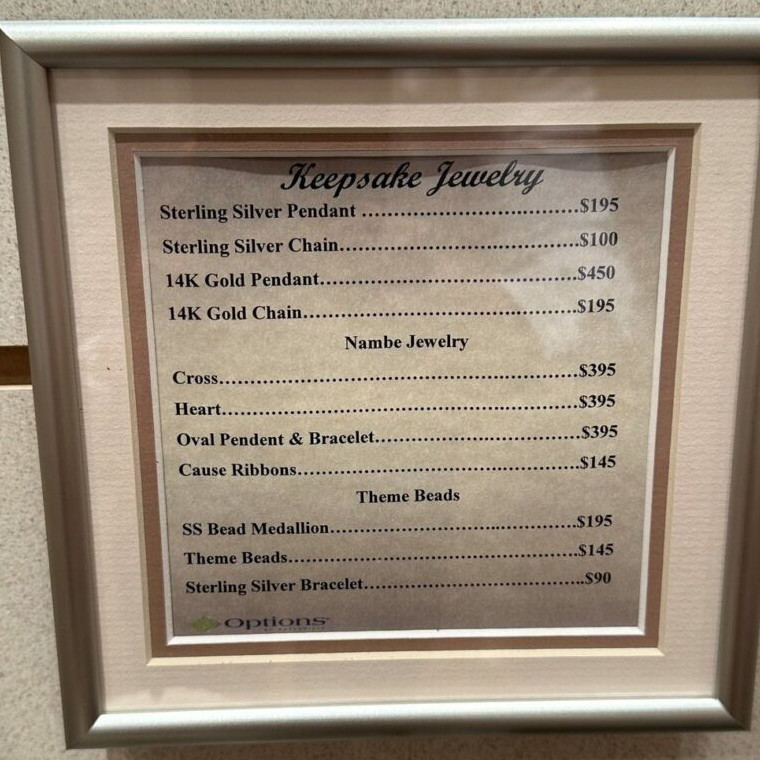 Keepsake Jewelry
Sterling Silver Pendant ..........................................$195
Sterling Silver Chain..............................................$100
14K Gold Pendant..................................................$450
14K Gold Chain.....................................................$195
Nambe Jewelry
Cross.....................................................................$395
Heart.....................................................................$395
Oval Pendent & Bracelet........................................$395
Cause Ribbons.......................................................$145
Theme Beads
SS Bead Medallion................................................$195
Theme Beads.........................................................$145
Sterling Silver Bracelet...........................................$90
Options